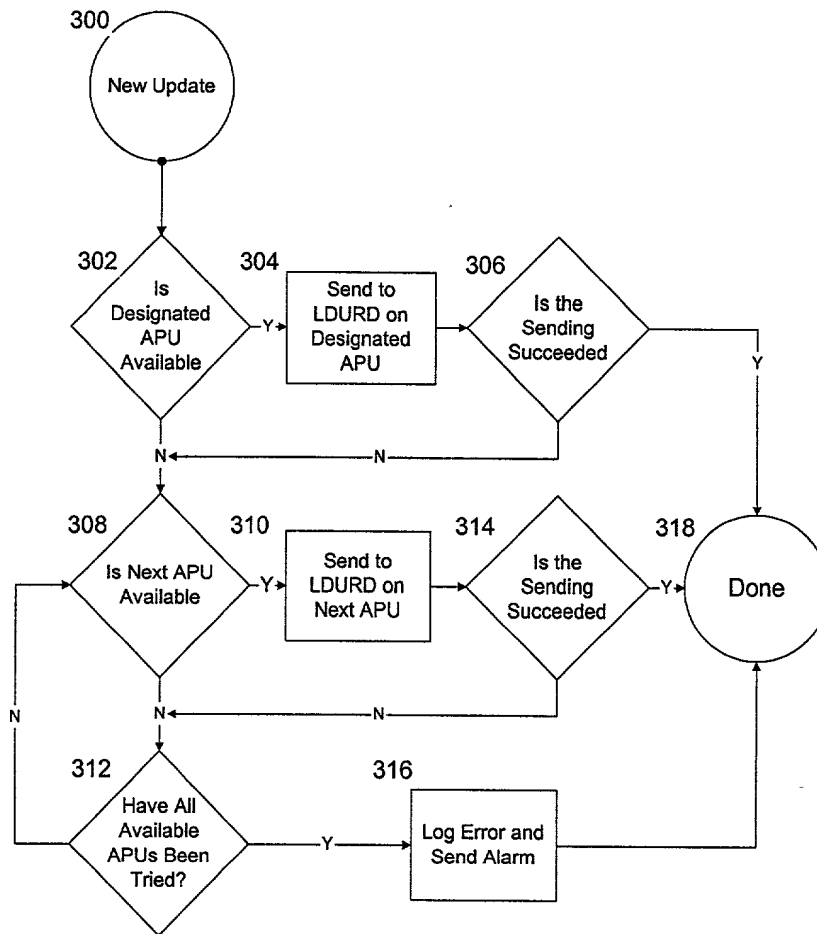 300
New Update
302
Is
Designated
APU
Available
Y
304
Send to
LDURD on
Designated
APU
306
Is the
Sending
Succeeded
Y
N
N
308
Is Next APU
Available
Y
310
Send to
LDURD on
Next APU
314
Is the
Sending
Succeeded
Y
318
Done
N
N
N
312
Have All
Available
APUs Been
Tried?
Y
316
Log Error and
Send Alarm